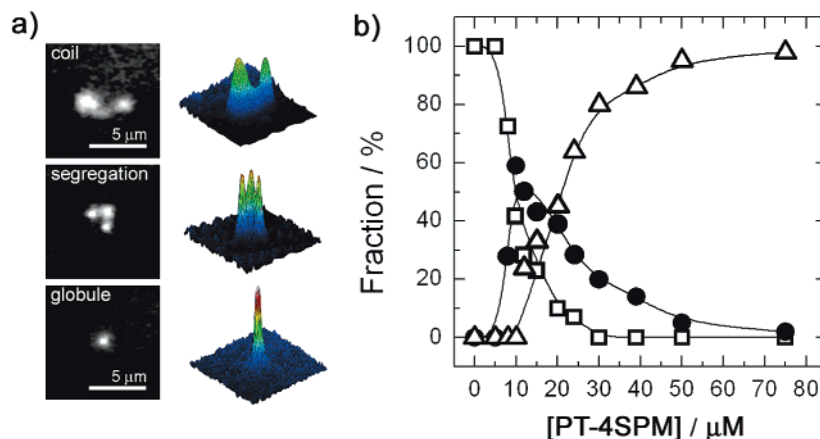 a)
coil
5 μm
segregation
globule
5 μm
b)
Fraction / %
100
80
60
40
20
0
0 10 20 30 40 50 60 70 80
[PT-4SPM] / μM